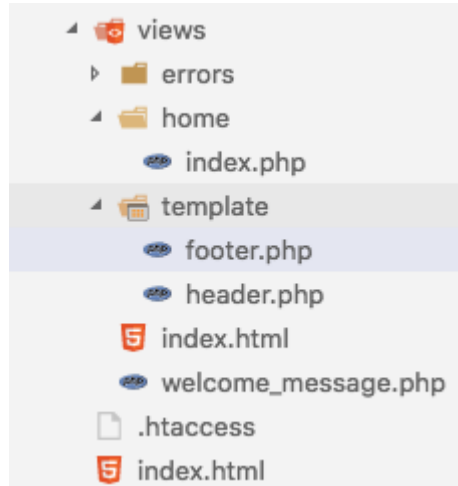 views
errors
home
index.php
template
footer.php
header.php
index.html
welcome_message.php
.htaccess
index.html